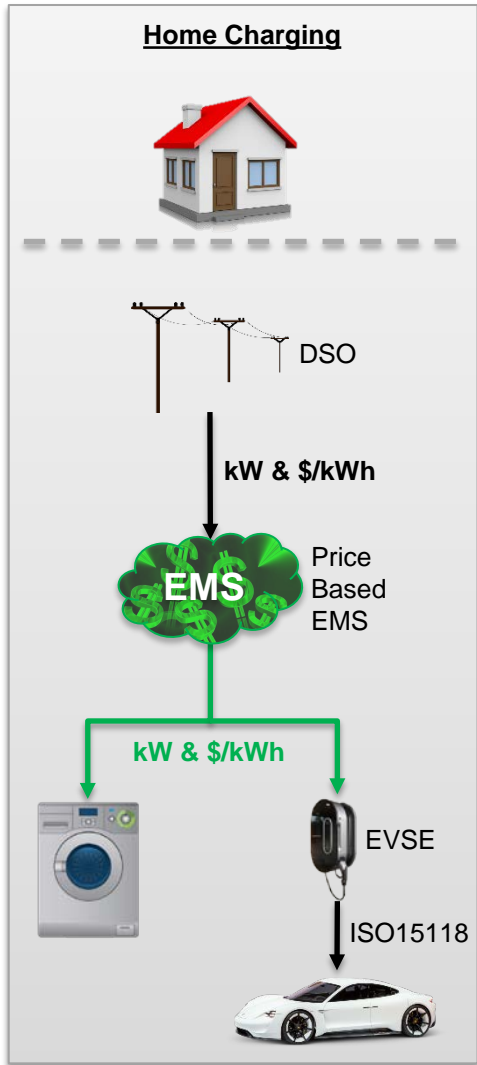 Home Charging
DSO
kW & $/kWh
EMS
Price
Based
EMS
kW & $/kWh
EVSE
ISO15118